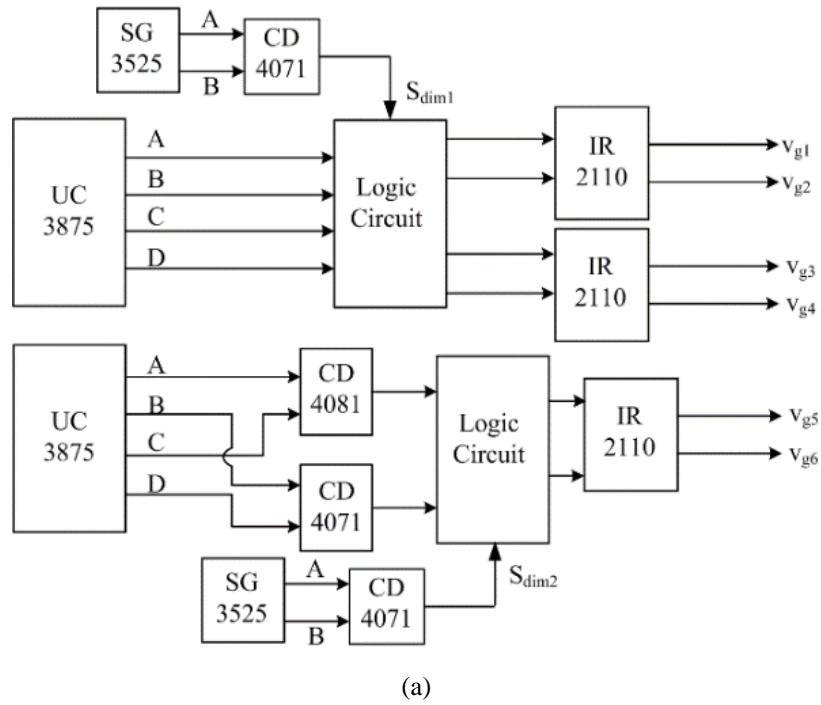 SG
3525
A
B
CD
4071
S_dim1
UC
3875
A
B
C
D
Logic
Circuit
IR
2110
v_g1
v_g2
IR
2110
v_g3
v_g4
UC
3875
A
B
C
D
CD
4081
CD
4071
Logic
Circuit
IR
2110
v_g5
v_g6
SG
3525
A
B
CD
4071
S_dim2
(a)